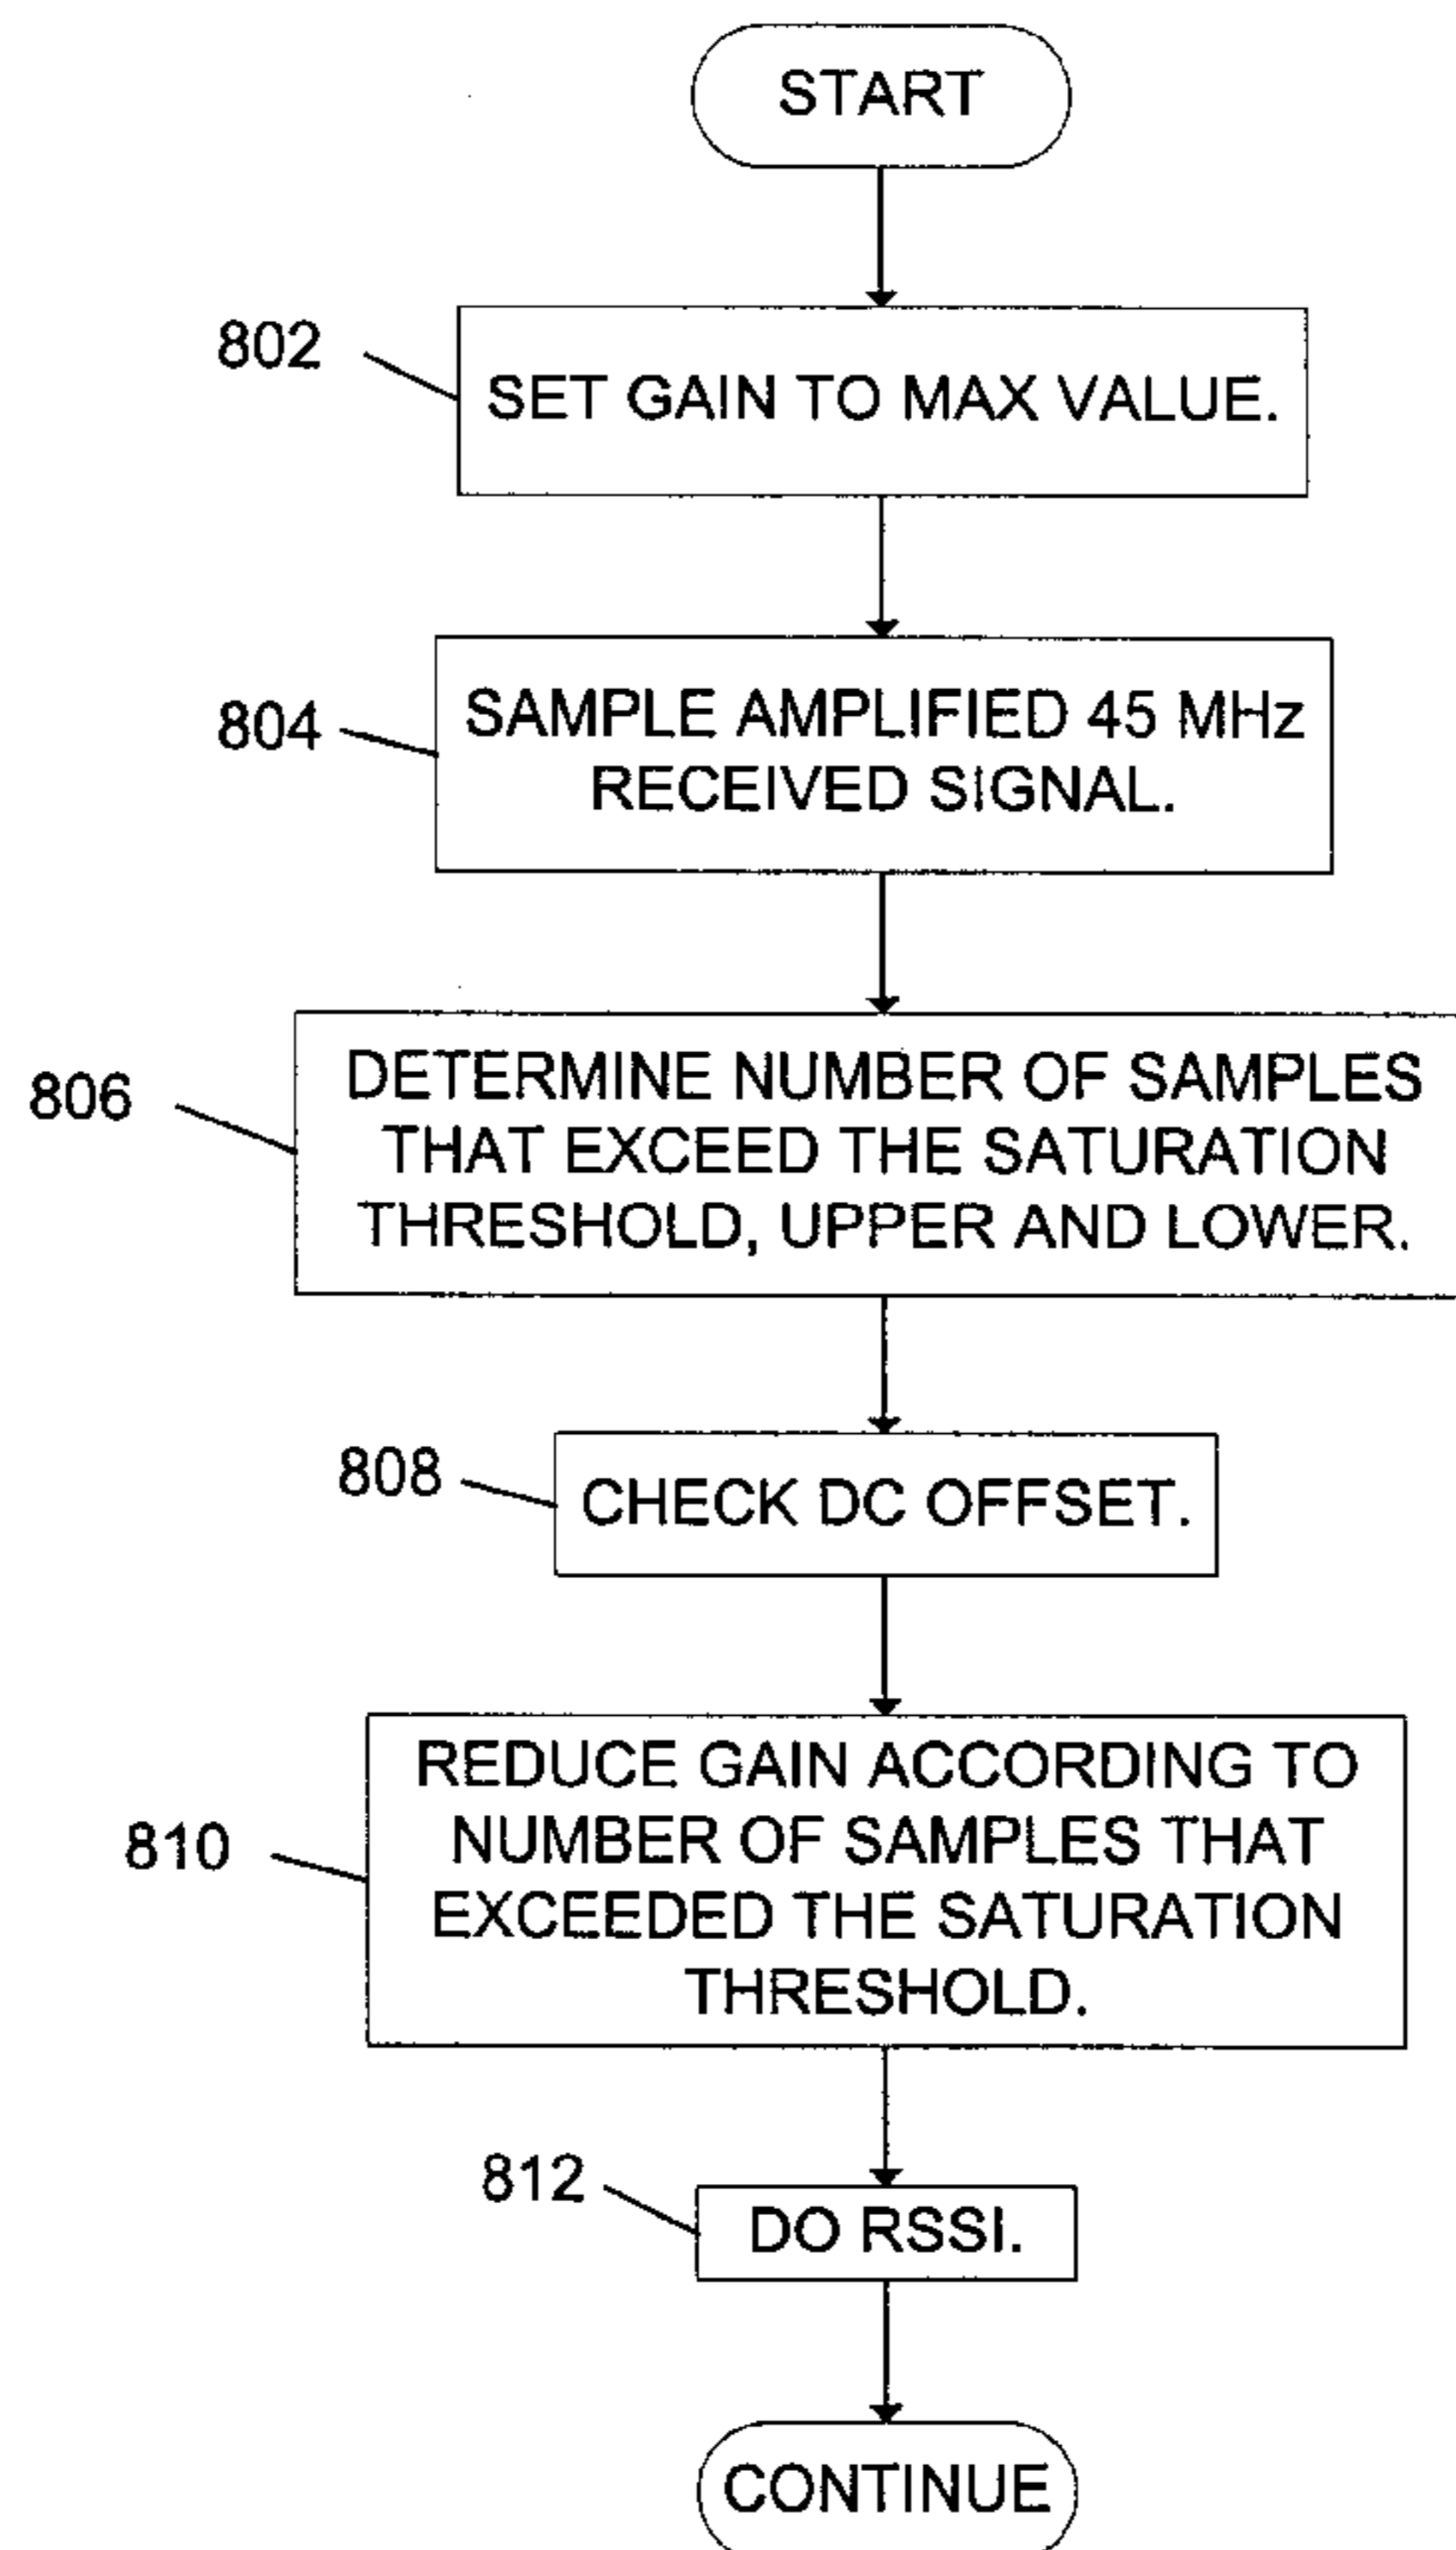 START
802
SET GAIN TO MAX VALUE.
804
SAMPLE AMPLIFIED 45 MHz
RECEIVED SIGNAL.
806
DETERMINE NUMBER OF SAMPLES
THAT EXCEED THE SATURATION
THRESHOLD, UPPER AND LOWER.
808
CHECK DC OFFSET.
810
REDUCE GAIN ACCORDING TO
NUMBER OF SAMPLES THAT
EXCEEDED THE SATURATION
THRESHOLD.
812
DO RSSI.
CONTINUE